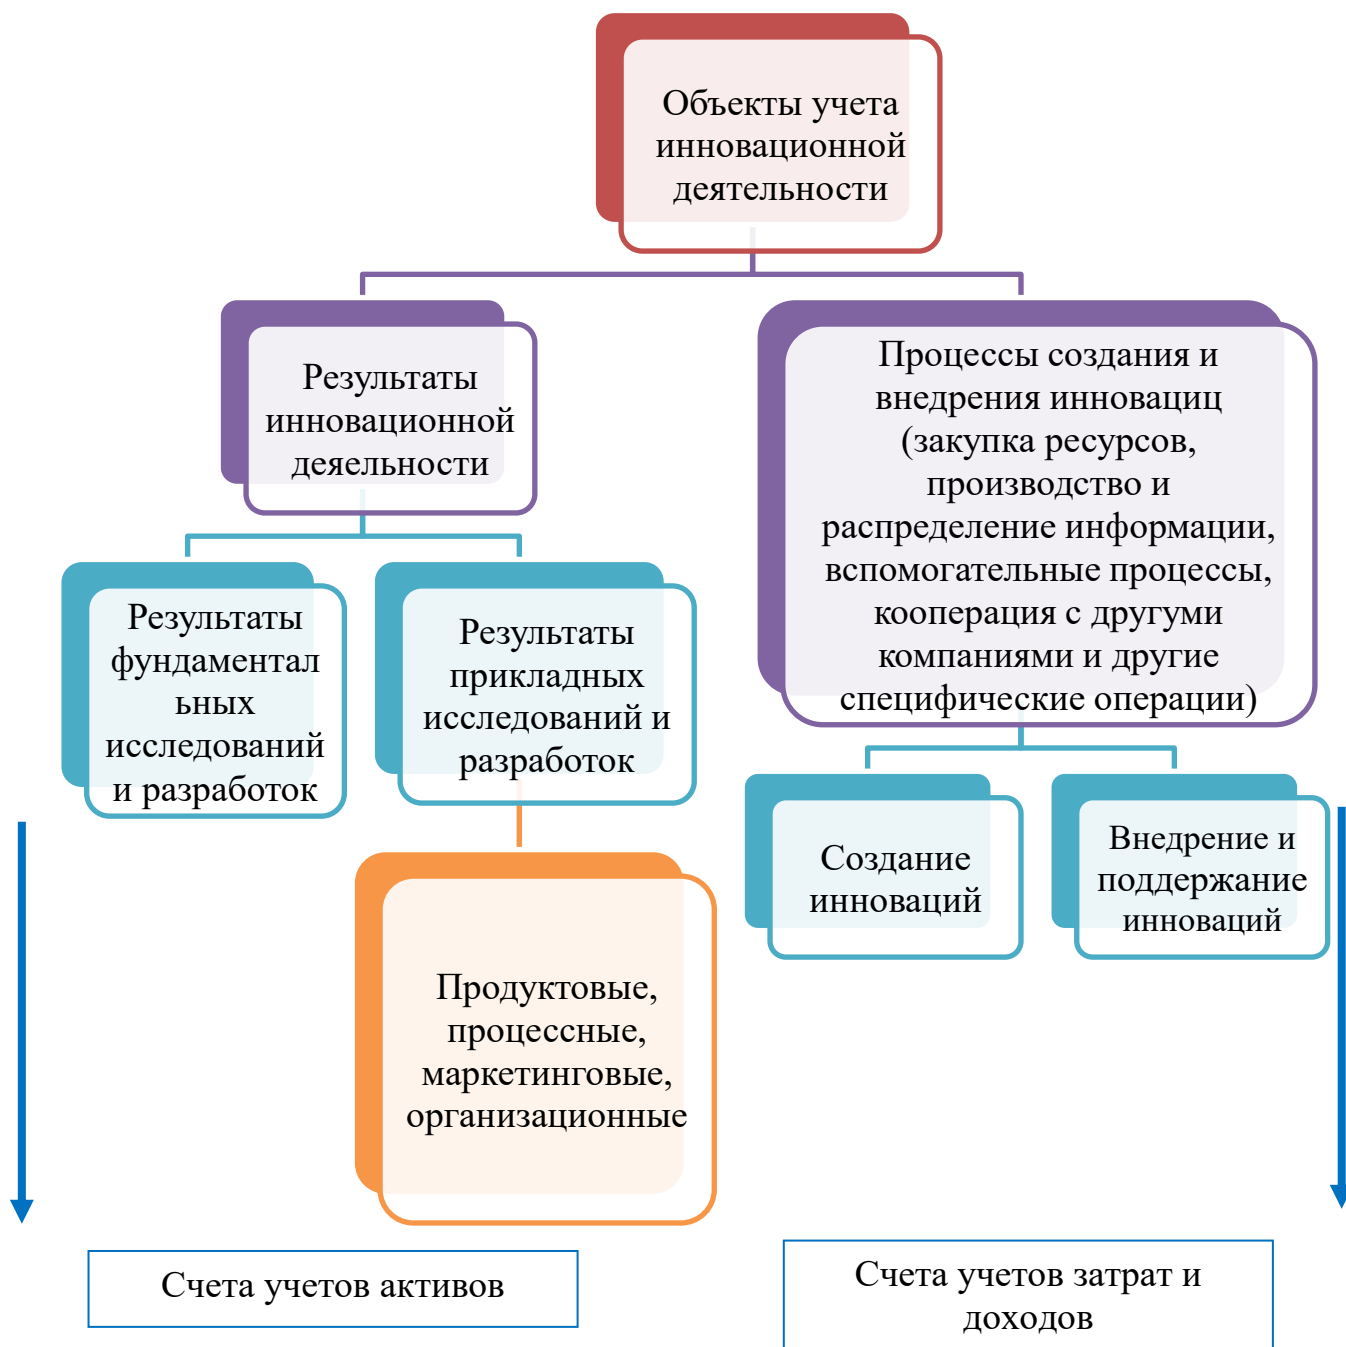 Объекты учета
инновационной
деятельности
Результаты
инновационной
деяельности
Процессы создания и
внедрения инновациц
(закупка ресурсов,
производство и
распределение информации,
вспомогательные процессы,
кооперация с другуми
компаниями и другие
специфические операции)
Результаты
фундаментал
ьных
исследований
и разработок
Результаты
прикладных
исследований и
разработок
Создание
инноваций
Внедрение и
поддержание
инноваций
Продуктовые,
процессные,
маркетинговые,
организационные
Счета учетов активов
Счета учетов затрат и
доходов